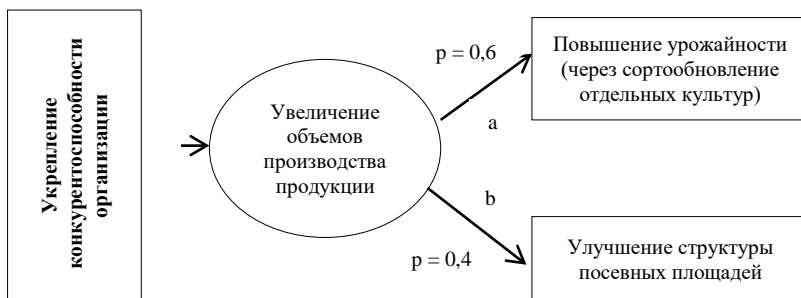 Укрепление
конкурентоспособности
организации
Увеличение
объемов
производства
продукции
p = 0,6
a
Повышение урожайности
(через сортообновление
отдельных культур)
b
p = 0,4
Улучшение структуры
посевных площадей